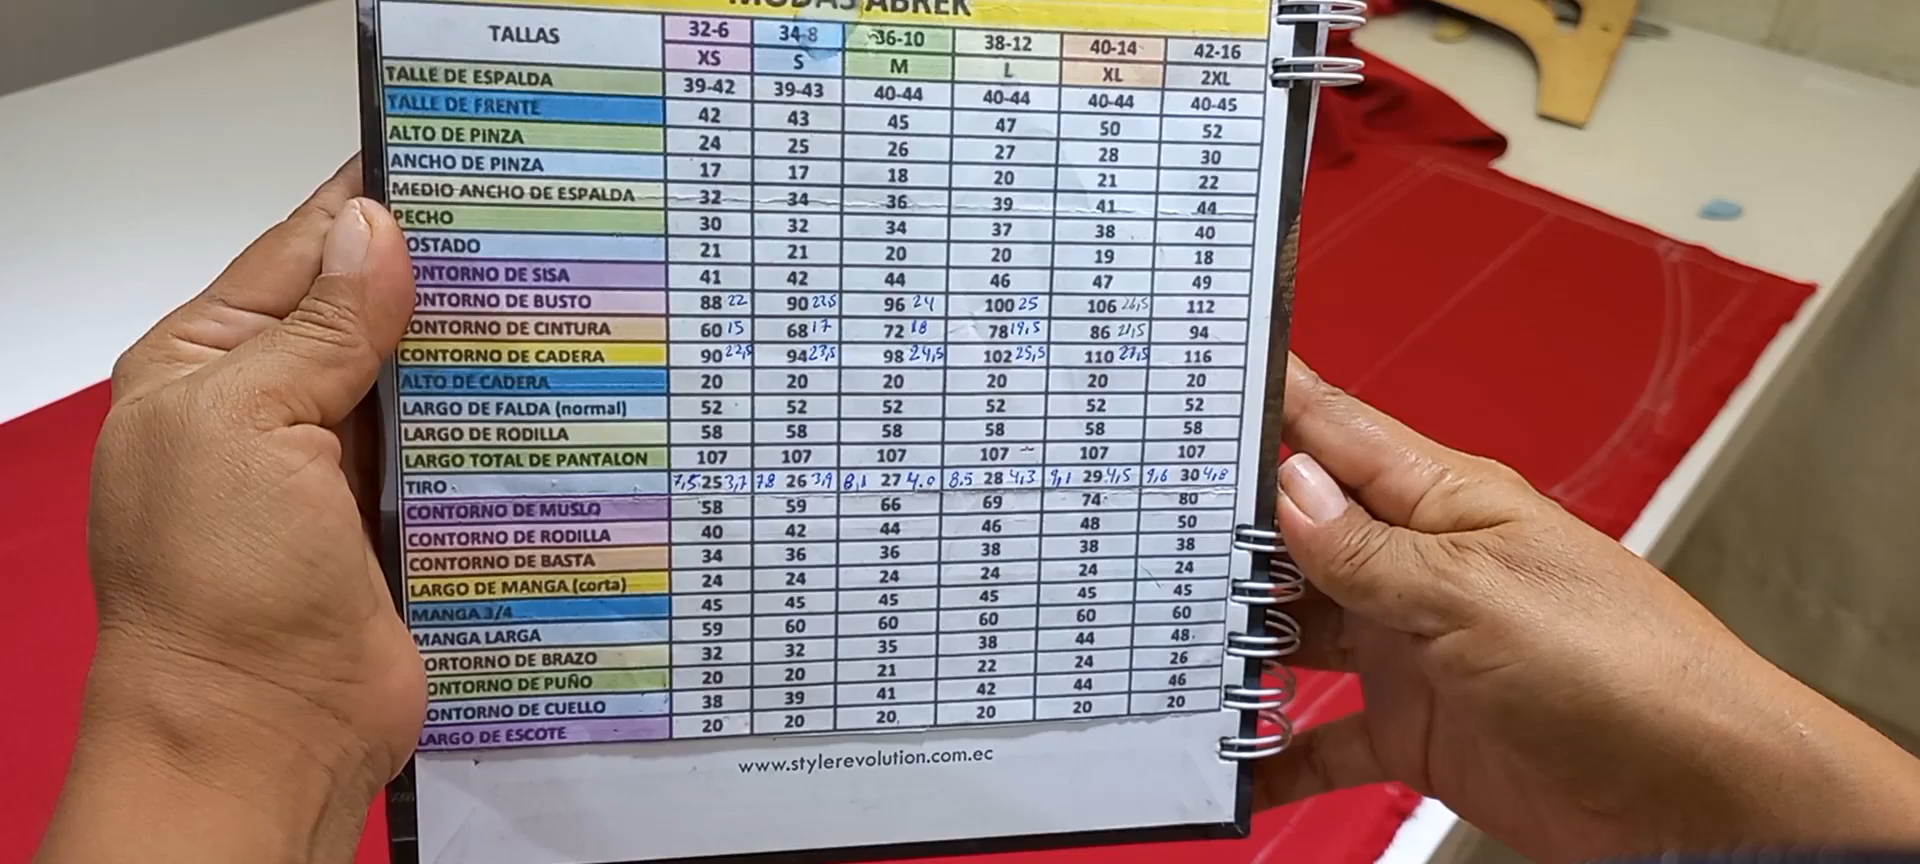 MODAS ABREK
TALLAS 32-6 34-8 36-10 38-12 40-14 42-16
XS S M L XL 2XL
TALLE DE ESPALDA 39-42 39-43 40-44 40-44 40-44 40-45
TALLE DE FRENTE 42 43 45 47 50 52
ALTO DE PINZA 24 25 26 27 28 30
ANCHO DE PINZA 17 17 18 20 21 22
MEDIO ANCHO DE ESPALDA 32 34 36 39 41 44
PECHO 30 32 34 37 38 40
OSTADO 21 21 20 20 19 18
ONTORNO DE SISA 41 42 44 46 47 49
ONTORNO DE BUSTO 88 22 90 22,5 96 24 100 25 106 26,5 112
CONTORNO DE CINTURA 60 15 68 17 72 18 78 19,5 86 21,5 94
CONTORNO DE CADERA 90 22,5 94 23,5 98 24,5 102 25,5 110 27,5 116
ALTO DE CADERA 20 20 20 20 20 20
LARGO DE FALDA (normal) 52 52 52 52 52 52
LARGO DE RODILLA 58 58 58 58 58 58
LARGO TOTAL DE PANTALON 107 107 107 107 107 107
TIRO 7,5 25 3,7 7.8 26 3,9 8,1 27 4.0 8.5 28 4,3 9,1 29 4,5 9,6 30 4,8
CONTORNO DE MUSLO 58 59 66 69 74 80
CONTORNO DE RODILLA 40 42 44 46 48 50
CONTORNO DE BASTA 34 36 36 38 38 38
LARGO DE MANGA (corta) 24 24 24 24 24 24
MANGA 3/4 45 45 45 45 45 45
MANGA LARGA 59 60 60 60 60 60
ORTORNO DE BRAZO 32 32 35 38 44 48
ONTORNO DE PUÑO 20 20 21 22 24 26
ONTORNO DE CUELLO 38 39 41 42 44 46
LARGO DE ESCOTE 20 20 20 20 20 20
www.stylerevolution.com.ec